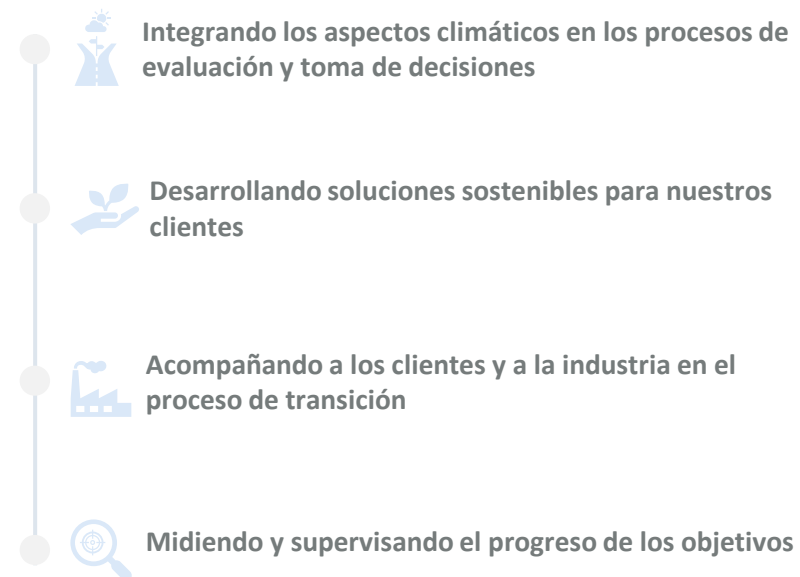 Integrando los aspectos climáticos en los procesos de
evaluación y toma de decisiones
Desarrollando soluciones sostenibles para nuestros
clientes
Acompañando a los clientes y a la industria en el
proceso de transición
Midiendo y supervisando el progreso de los objetivos